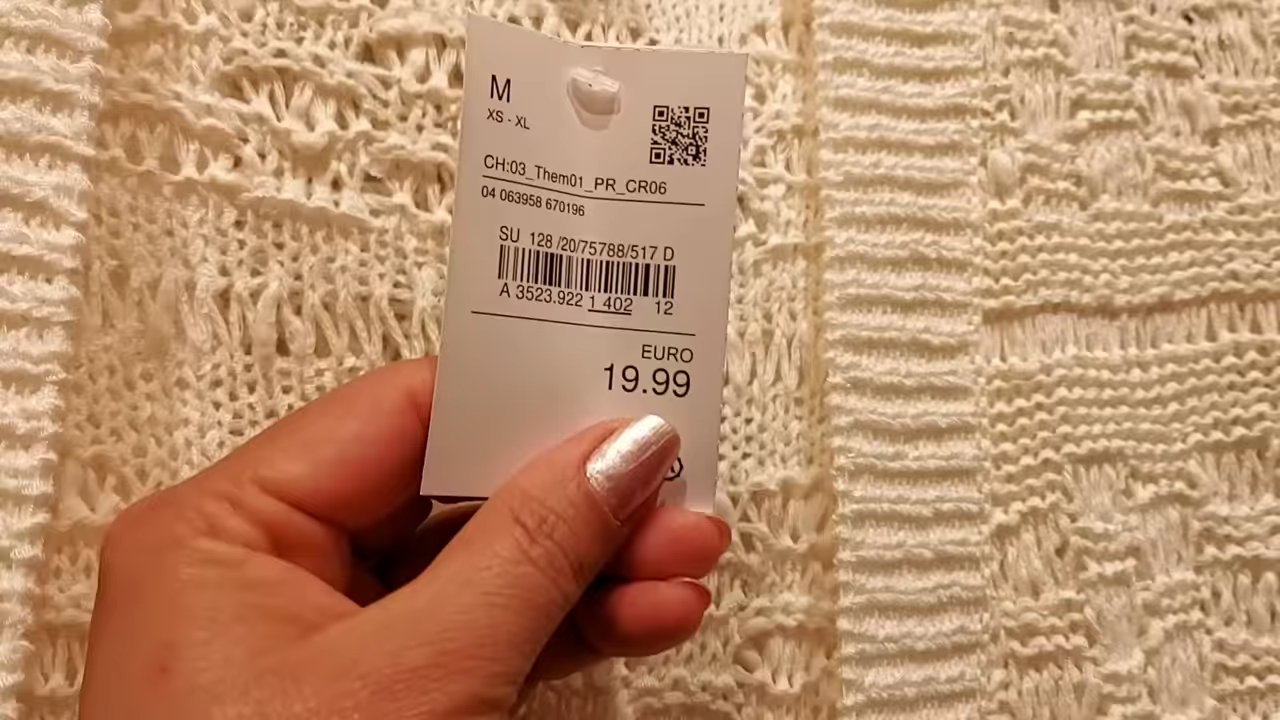 M
XS - XL
CH:03_Them01_PR_CR06
04 063958 670196
SU 128 /20/75788/517 D
A 3523.922 1 402 12
EURO
19.99